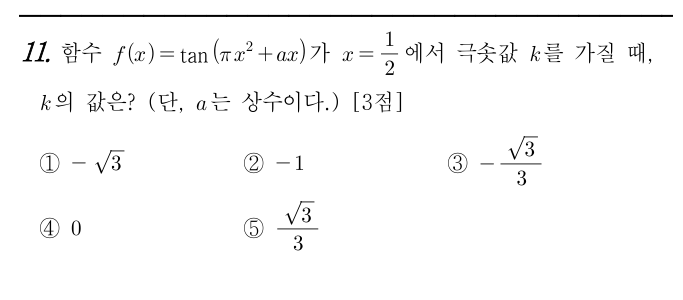 11. 함수 f(x)=tan(πx²+ax)가 x=1/2에서 극솟값 k를 가질 때,
k의 값은? (단, a는 상수이다.) [3점]
① -√3 ② -1 ③ -√3/3
④ 0 ⑤ √3/3